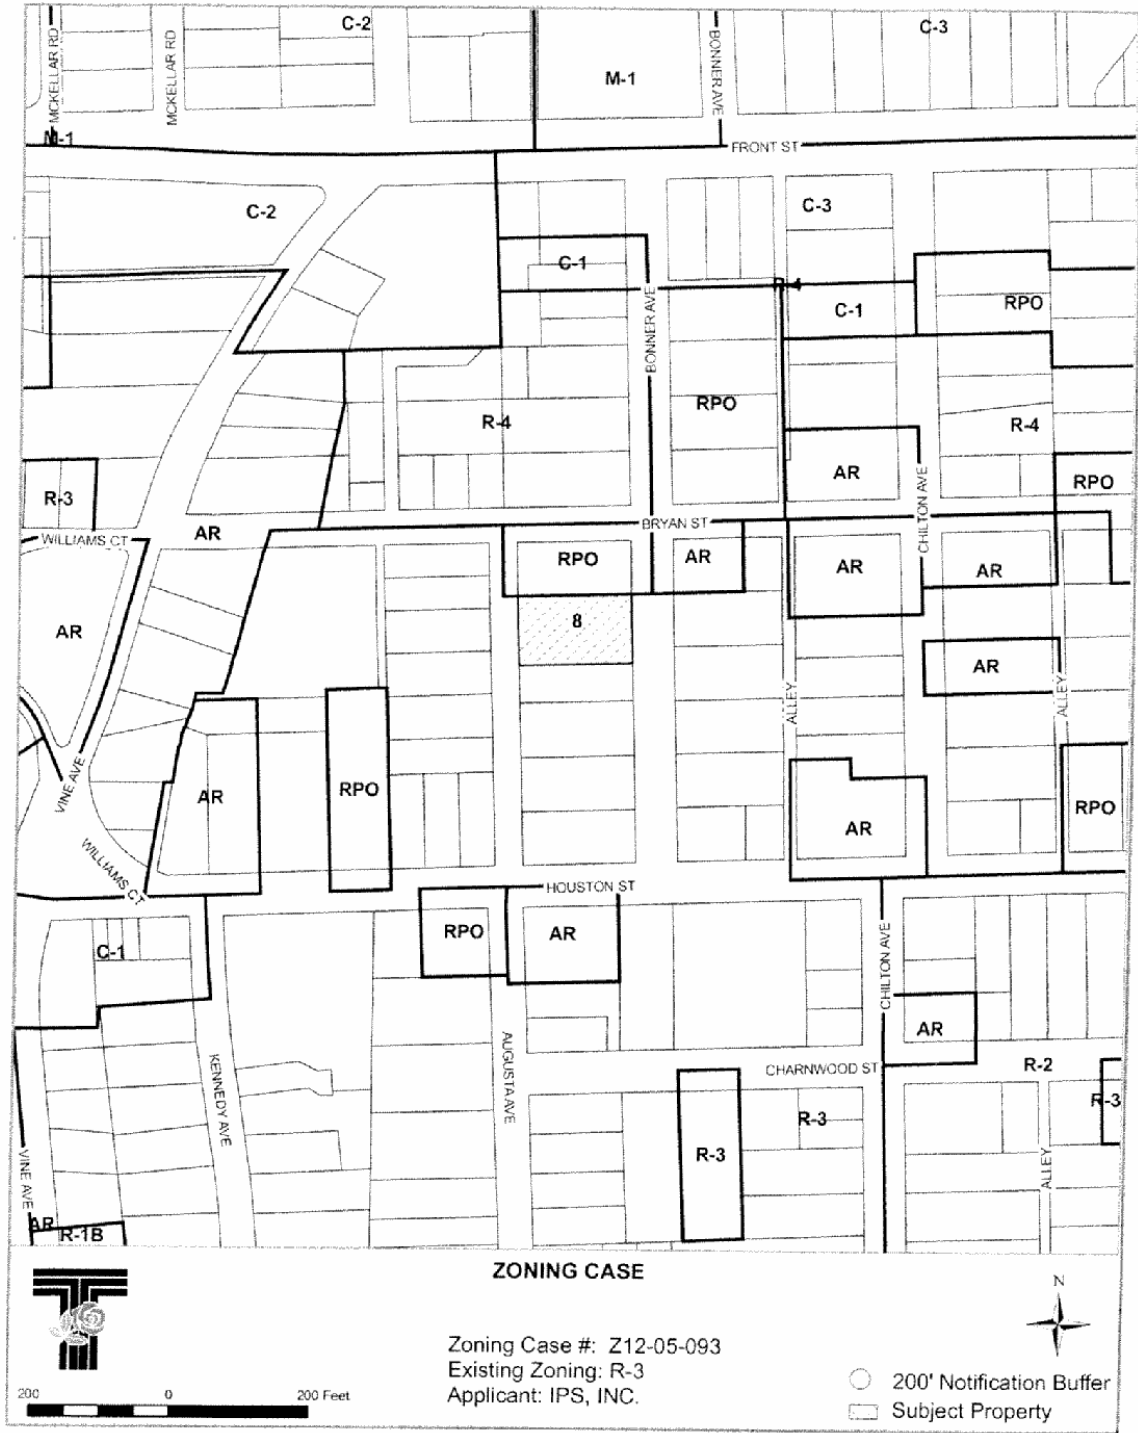 C-2
C-3
MCKELLAR RD
MCKELLAR RD
BONNER AVE
M-1
M-1
FRONT ST
C-2
C-3
C-1
R-4
C-1
RPO
BONNER AVE
RPO
R-4
R-4
AR
RPO
R-3
CHILTON AVE
BRYAN ST
WILLIAMS CT
AR
RPO
AR
AR
AR
8
AR
AR
ALLEY
ALLEY
VINE AVE
AR
RPO
RPO
AR
WILLIAMS CT
HOUSTON ST
RPO
AR
C-1
CHILTON AVE
AR
KENNEDY AVE
AUGUSTA AVE
CHARNWOOD ST
R-2
R-3
R-3
R-3
ALLEY
VINE AVE
AR
R-1B
ZONING CASE
N
Zoning Case #: Z12-05-093
Existing Zoning: R-3
Applicant: IPS, INC.
200 0 200 Feet
200' Notification Buffer
Subject Property